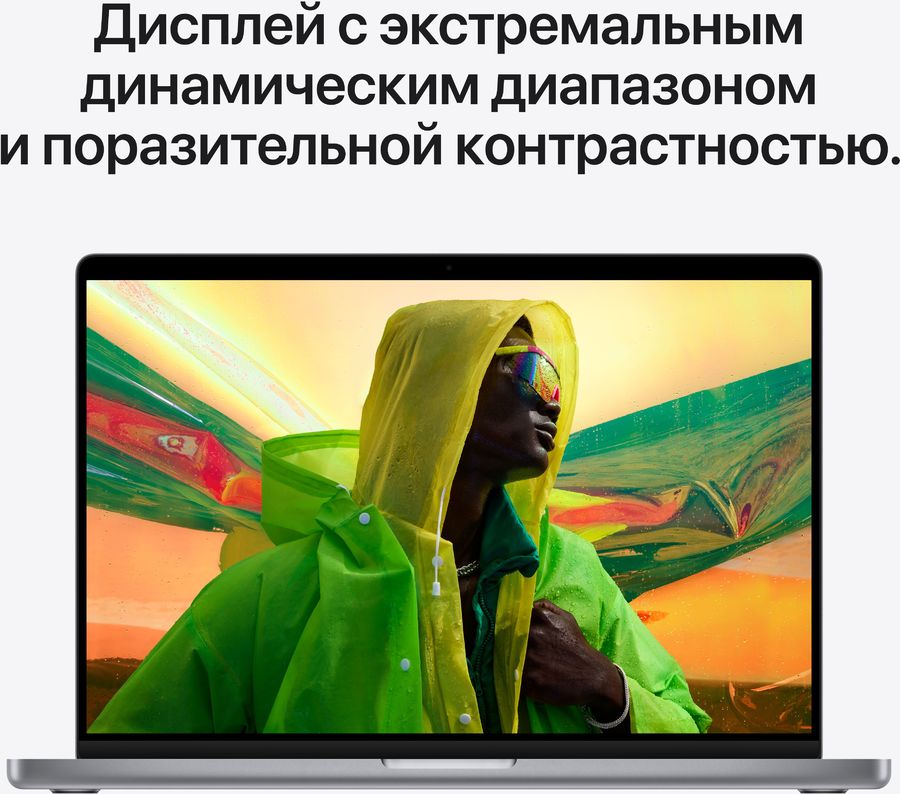 Дисплей с экстремальным
динамическим диапазоном
и поразительной контрастностью.